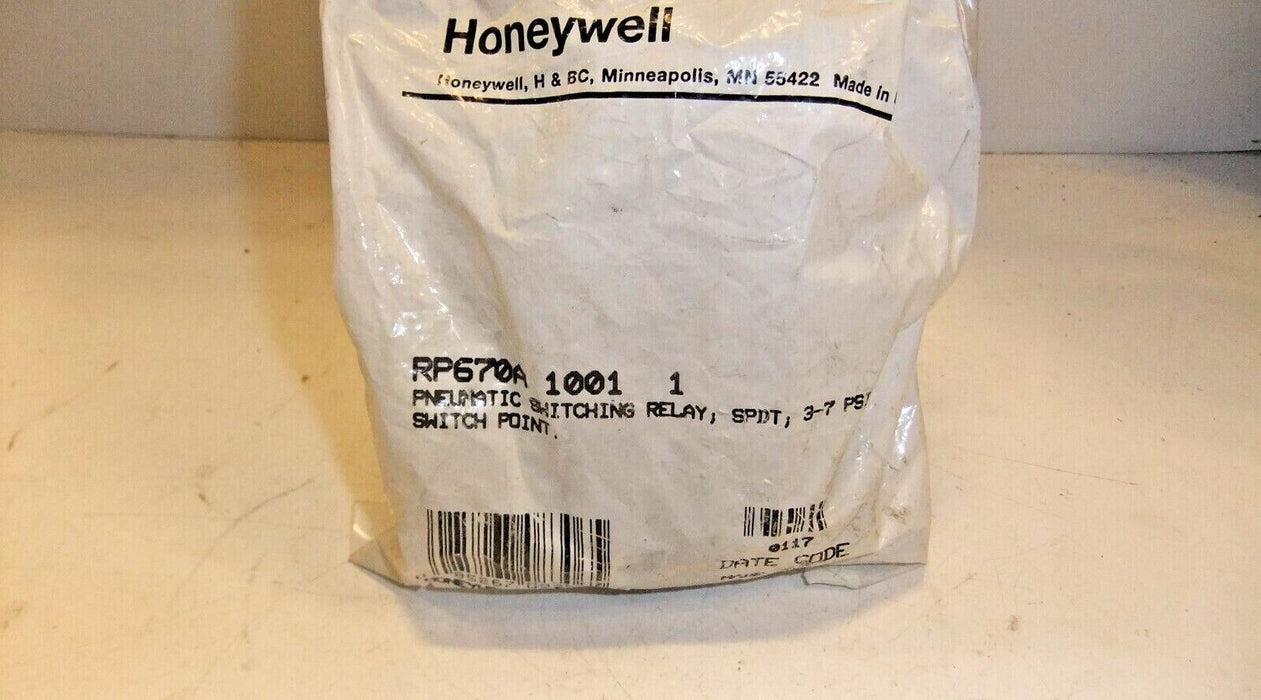 Honeywell
Honeywell, H & BC, Minneapolis, MN 55422 Made in
RP670A 1001 1
PNEUMATIC SWITCHING RELAY; SPDT; 3-7 PSI
SWITCH POINT.
0117
DATE CODE